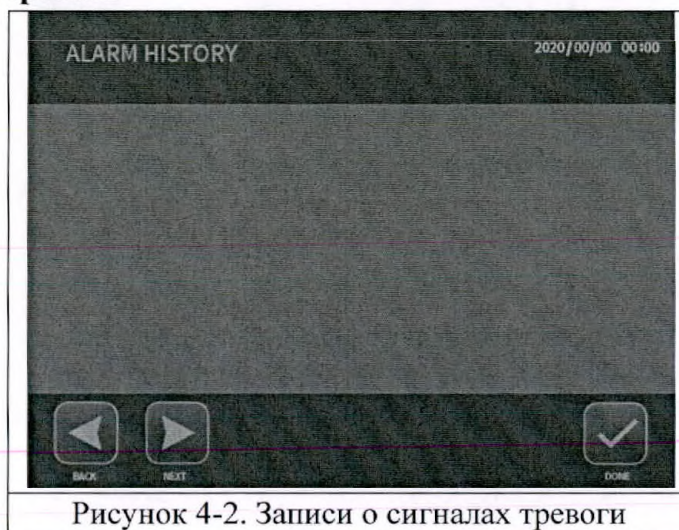 ALARM HISTORY
2020/00/00 00:00
BACK
NEXT
DONE
Рисунок 4-2. Записи о сигналах тревоги